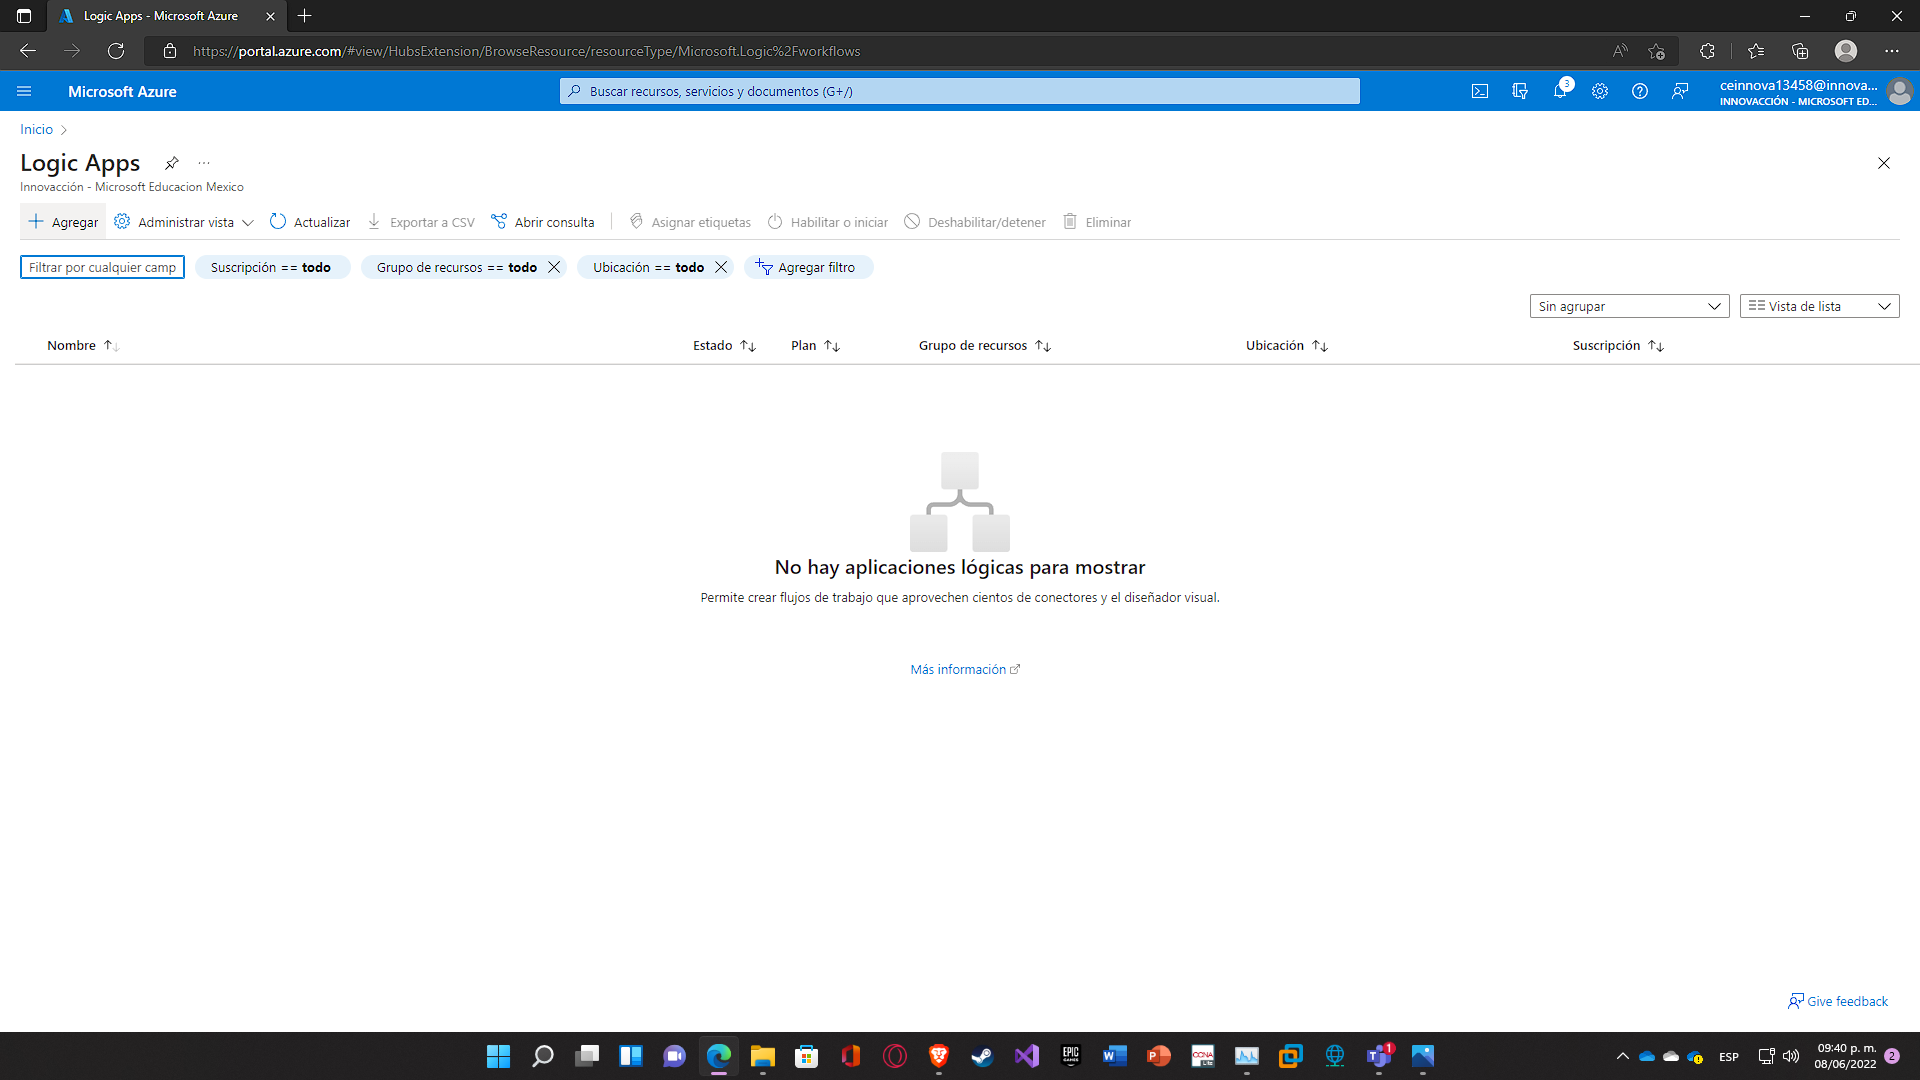 Logic Apps - Microsoft Azure
https://portal.azure.com/#view/HubsExtension/BrowseResource/resourceType/Microsoft.Logic%2Fworkflows
Microsoft Azure
Buscar recursos, servicios y documentos (G+/)
3
ceinnova13458@innova...
INNOVACCIÓN - MICROSOFT ED...
Inicio
Logic Apps
Innovacción - Microsoft Educacion Mexico
Agregar Administrar vista Actualizar Exportar a CSV Abrir consulta Asignar etiquetas Habilitar o iniciar Deshabilitar/detener Eliminar
Filtrar por cualquier camp Suscripción == todo Grupo de recursos == todo Ubicación == todo Agregar filtro
Sin agrupar Vista de lista
Nombre Estado Plan Grupo de recursos Ubicación Suscripción
No hay aplicaciones lógicas para mostrar
Permite crear flujos de trabajo que aprovechen cientos de conectores y el diseñador visual.
Más información
Give feedback
EPIC GAMES
CCNA
1
ESP
09:40 p. m.
08/06/2022
2